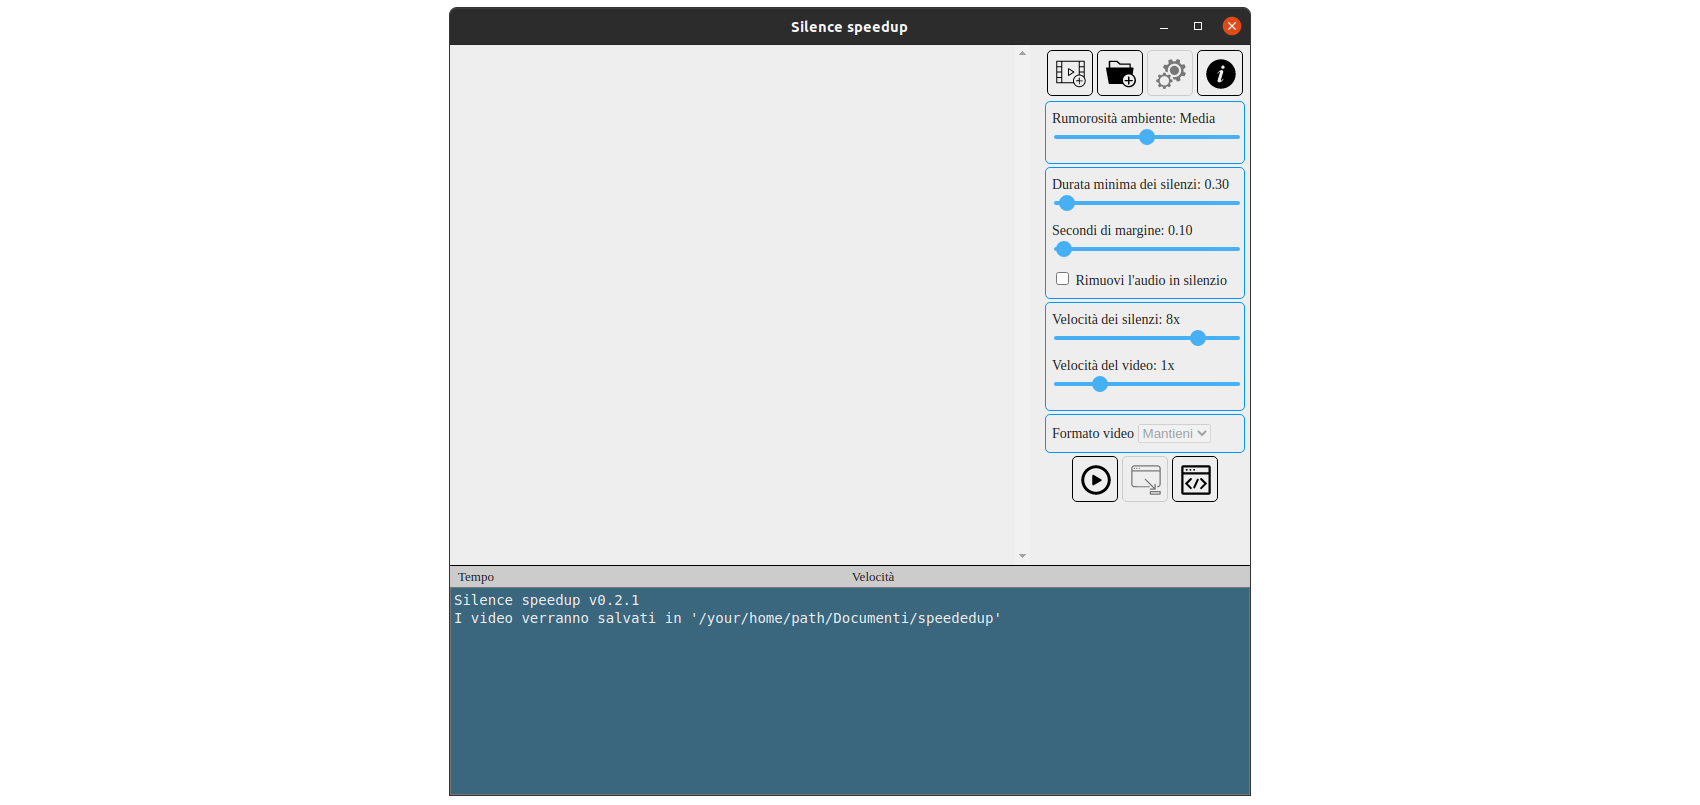 Silence speedup
Rumorosità ambiente: Media
Durata minima dei silenzi: 0.30
Secondi di margine: 0.10
Rimuovi l'audio in silenzio
Velocità dei silenzi: 8x
Velocità del video: 1x
Formato video Mantieni
Tempo Velocità
Silence speedup v0.2.1
I video verranno salvati in '/your/home/path/Documenti/speededup'